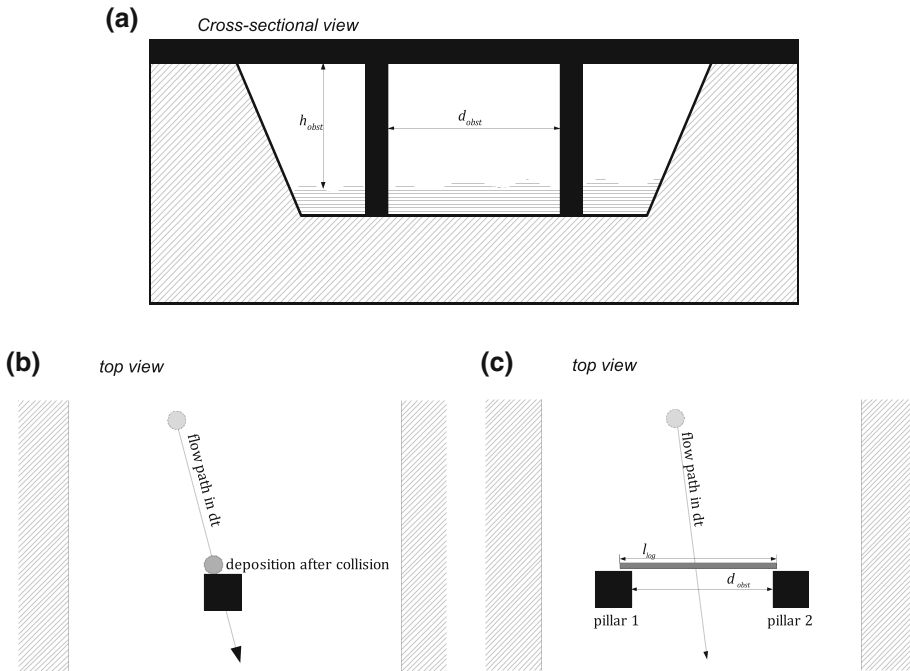 (a)
Cross-sectional view
h_obst
d_obst
(b)
top view
flow path in dt
deposition after collision
(c)
top view
flow path in dt
l_log
d_obst
pillar 1
pillar 2